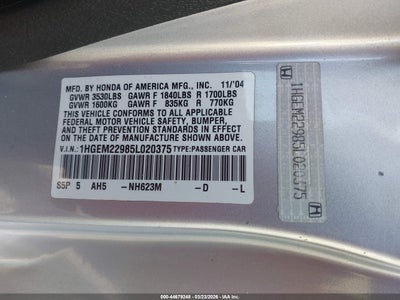 MFD. BY HONDA OF AMERICA MFG., INC. 11/'04
GVWR 3530LBS GAWR F 1840LBS R 1700LBS
GVWR 1600KG GAWR F 835KG R 770KG
THIS VEHICLE CONFORMS TO ALL APPLICABLE
FEDERAL MOTOR VEHICLE SAFETY, BUMPER,
AND THEFT PREVENTION STANDARDS IN EFFECT
ON THE DATE OF MANUFACTURE SHOWN ABOVE.
V.I.N.: 1HGEM22985L020375 TYPE:PASSENGER CAR
S5P 5 AH5 -NH623M -D -L
1HGEM22985L020375
000-44679248 - 03/23/2026 - IAA